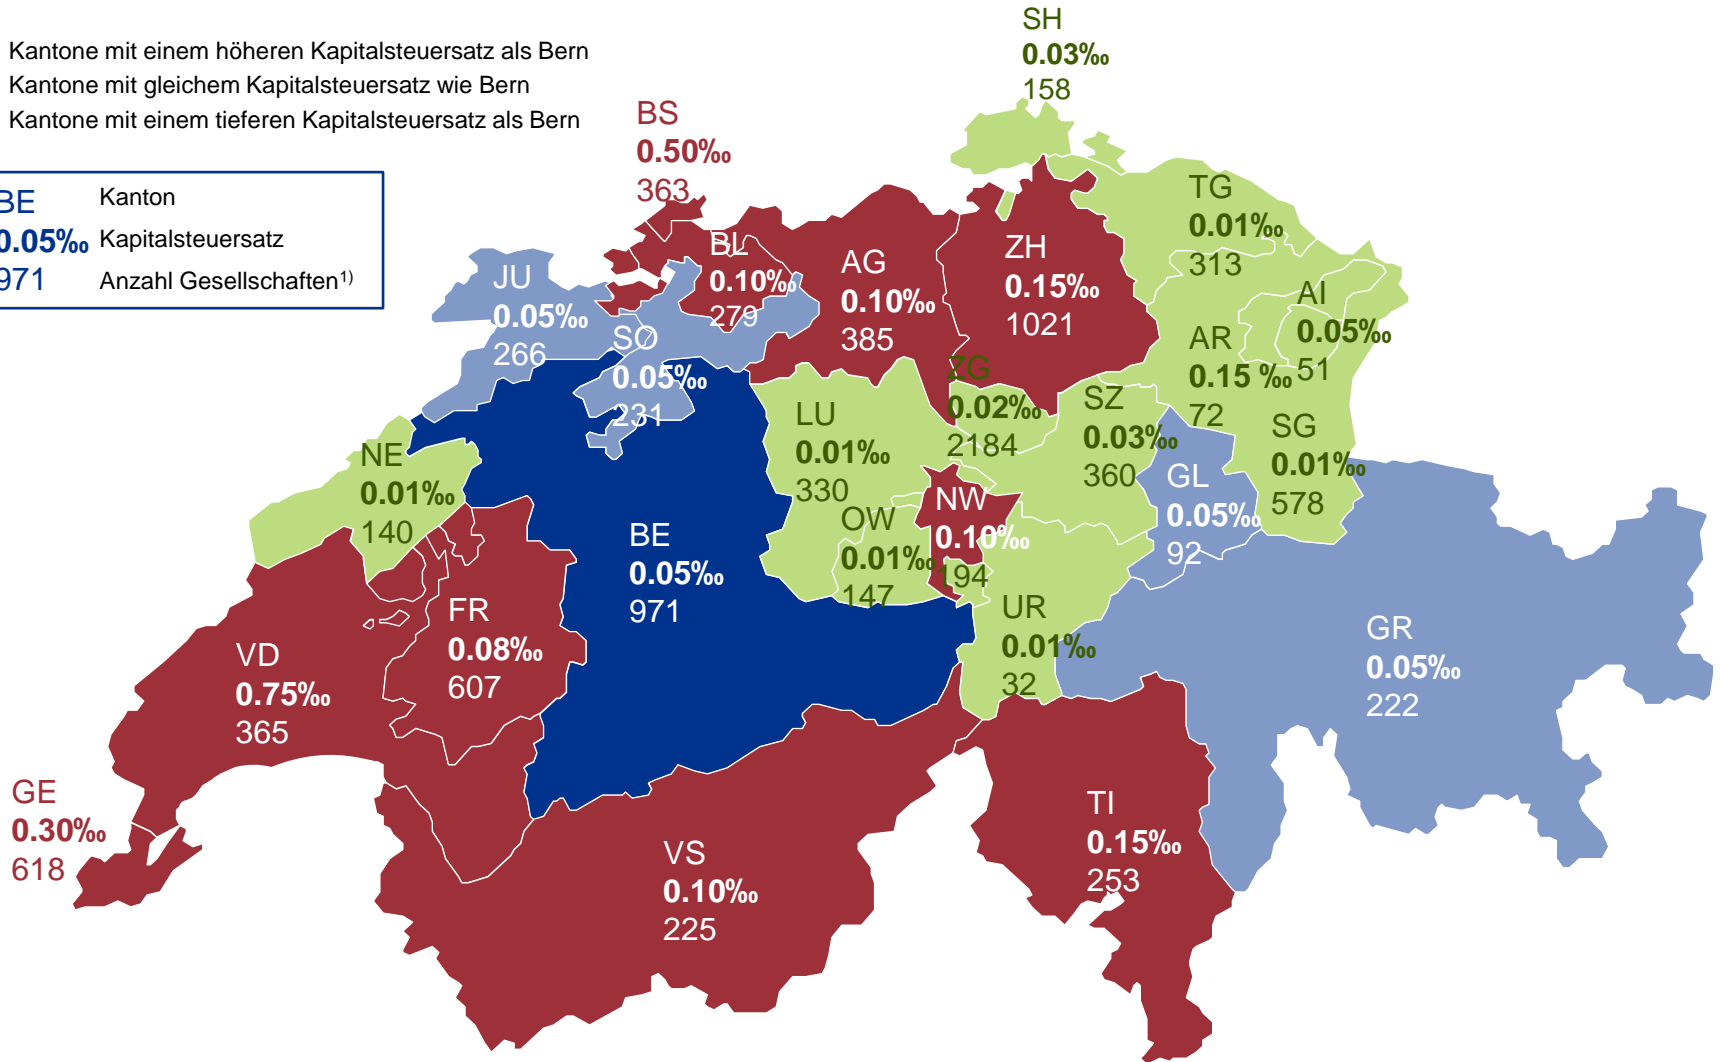 Kantone mit einem höheren Kapitalsteuersatz als Bern
Kantone mit gleichem Kapitalsteuersatz wie Bern
Kantone mit einem tieferen Kapitalsteuersatz als Bern
BE Kanton
0.05‰ Kapitalsteuersatz
971 Anzahl Gesellschaften1)
SH
0.03‰
158
BS
0.50‰
363
TG
0.01‰
313
JU
0.05‰
266
BL
0.10‰
279
AG
0.10‰
385
ZH
0.15‰
1021
AI
0.05‰
51
AR
0.15 ‰
72
SO
0.05‰
231
ZG
0.02‰
2184
SZ
0.03‰
360
LU
0.01‰
330
SG
0.01‰
578
NE
0.01‰
140
GL
0.05‰
92
NW
0.10‰
194
OW
0.01‰
147
BE
0.05‰
971
FR
0.08‰
607
UR
0.01‰
32
GR
0.05‰
222
VD
0.75‰
365
GE
0.30‰
618
TI
0.15‰
253
VS
0.10‰
225